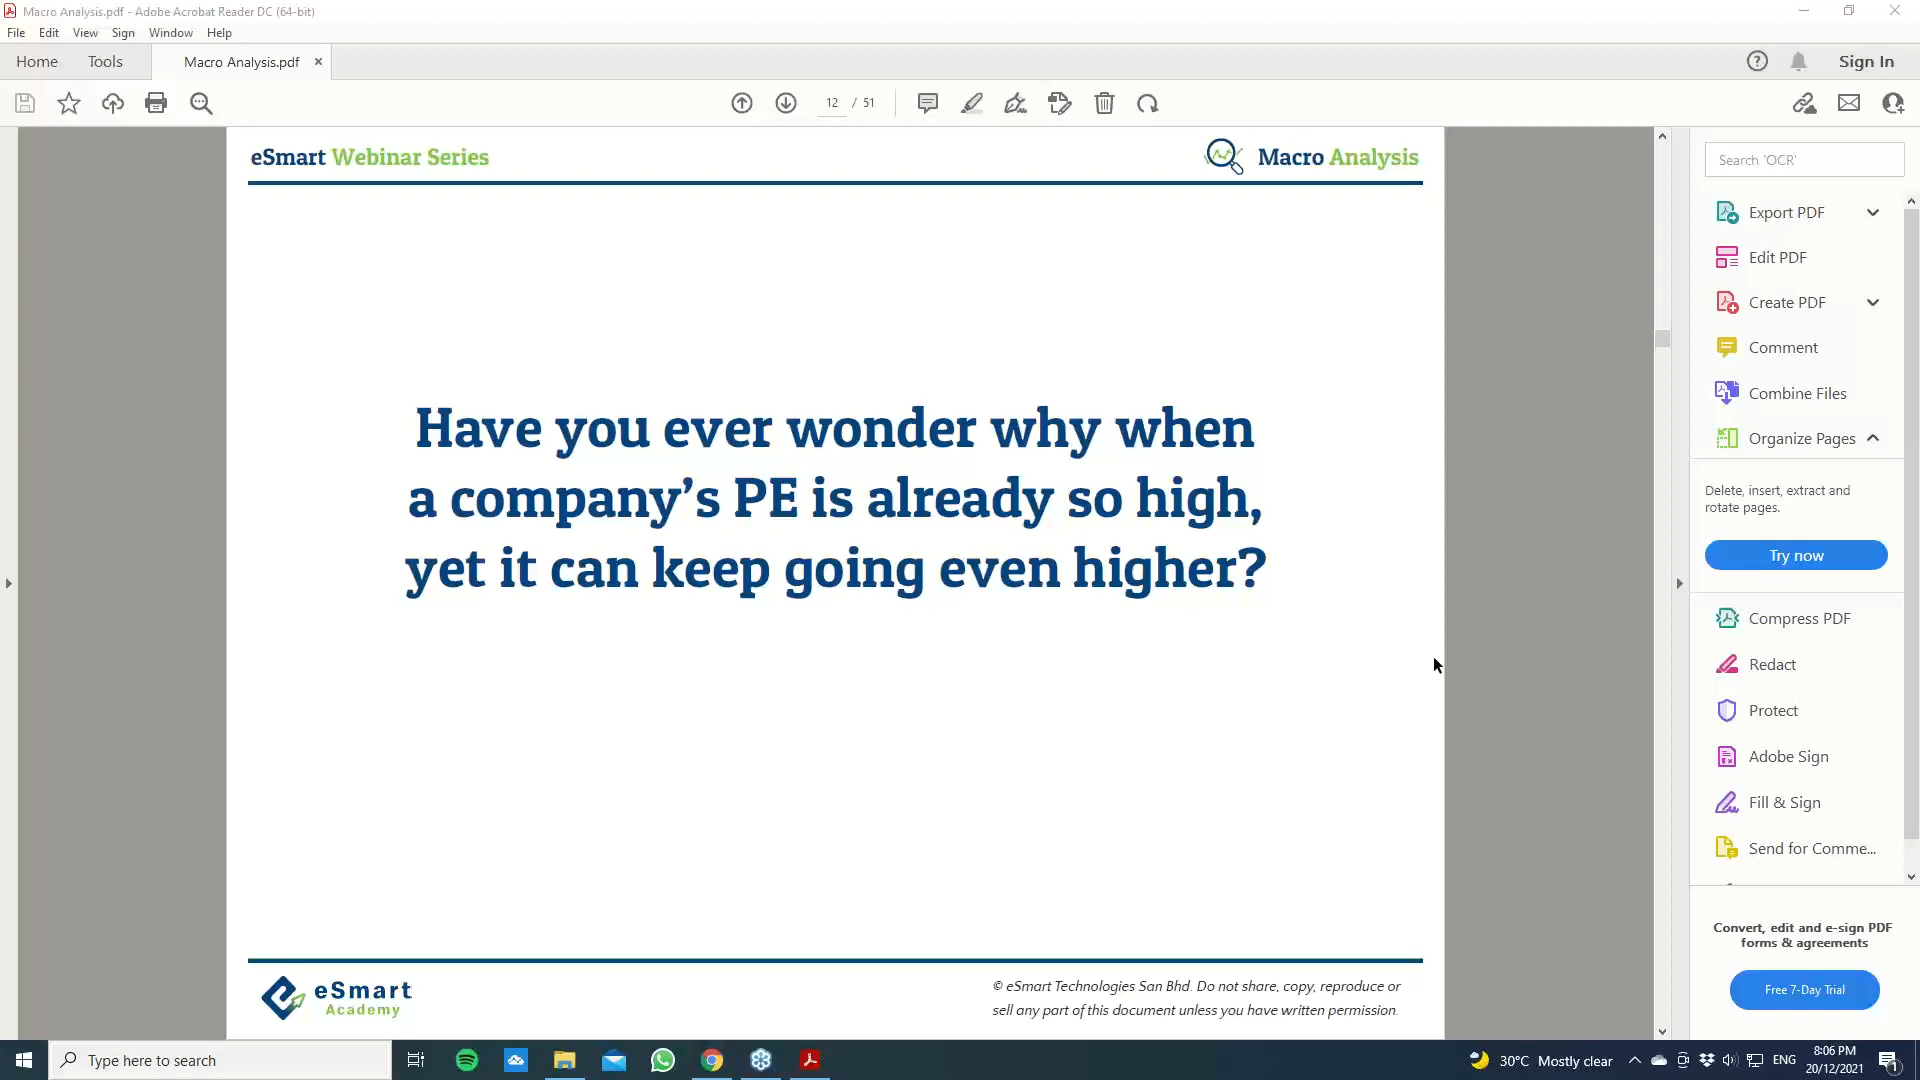 Macro Analysis.pdf - Adobe Acrobat Reader DC (64-bit)
File Edit View Sign Window Help
Home Tools Macro Analysis.pdf Sign In
12 / 51
eSmart Webinar Series
Macro Analysis
Have you ever wonder why when
a company’s PE is already so high,
yet it can keep going even higher?
eSmart
Academy
© eSmart Technologies San Bhd. Do not share, copy, reproduce or
sell any part of this document unless you have written permission.
Search 'OCR'
Export PDF
Edit PDF
Create PDF
Comment
Combine Files
Organize Pages
Delete, insert, extract and
rotate pages.
Try now
Compress PDF
Redact
Protect
Adobe Sign
Fill & Sign
Send for Comme...
Convert, edit and e-sign PDF
forms & agreements
Free 7-Day Trial
Type here to search
30°C Mostly clear
ENG
8:06 PM
20/12/2021
1